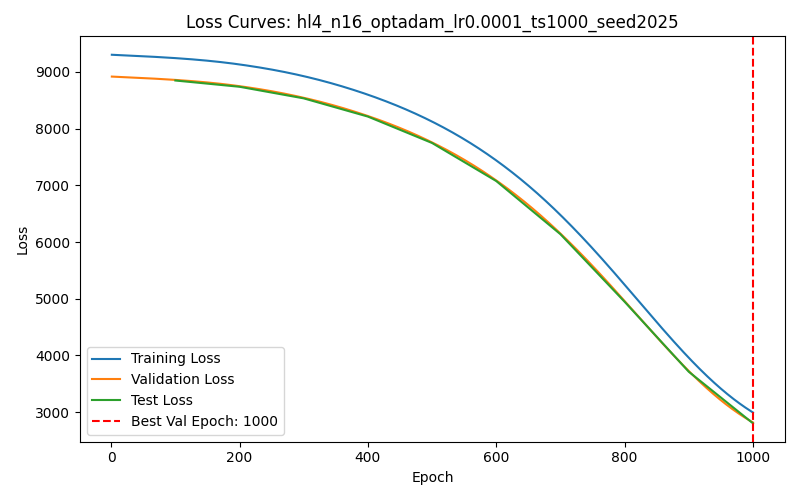 Loss Curves: hl4_n16_optadam_lr0.0001_ts1000_seed2025
9000
8000
7000
6000
5000
4000
3000
Loss
Training Loss
Validation Loss
Test Loss
Best Val Epoch: 1000
0 200 400 600 800 1000
Epoch